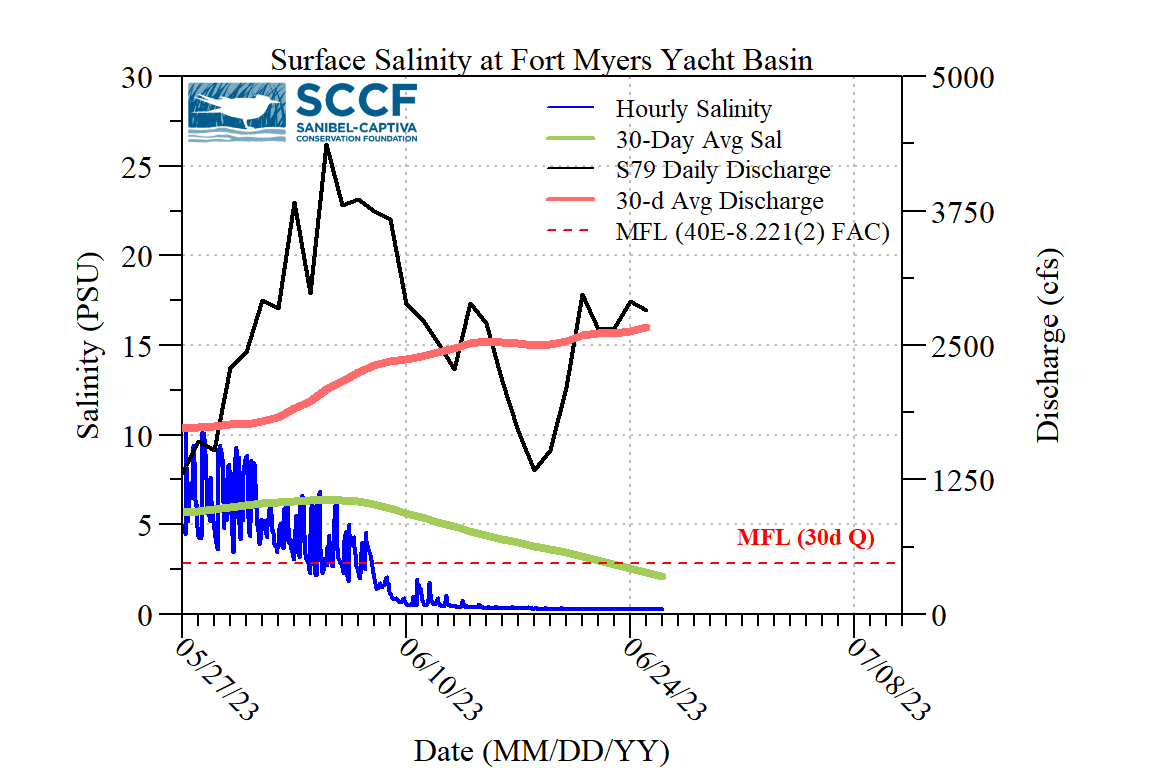 Surface Salinity at Fort Myers Yacht Basin
SCCF
SANIBEL-CAPTIVA
CONSERVATION FOUNDATION
Hourly Salinity
30-Day Avg Sal
S79 Daily Discharge
30-d Avg Discharge
MFL (40E-8.221(2) FAC)
MFL (30d Q)
Salinity (PSU)
30
25
20
15
10
5
0
Discharge (cfs)
5000
3750
2500
1250
0
05/27/23
06/10/23
06/24/23
07/08/23
Date (MM/DD/YY)